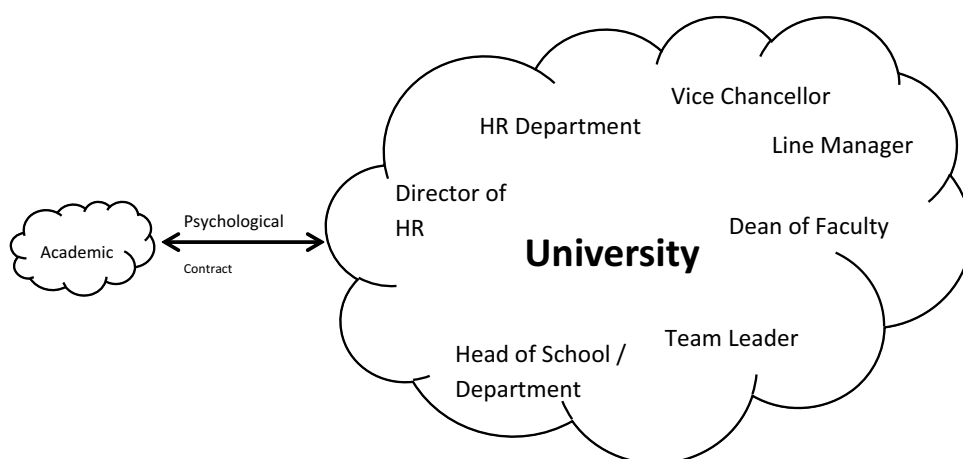 Vice Chancellor
HR Department
Line Manager
Director of
HR
Psychological
Academic
Contract
Dean of Faculty
University
Team Leader
Head of School /
Department